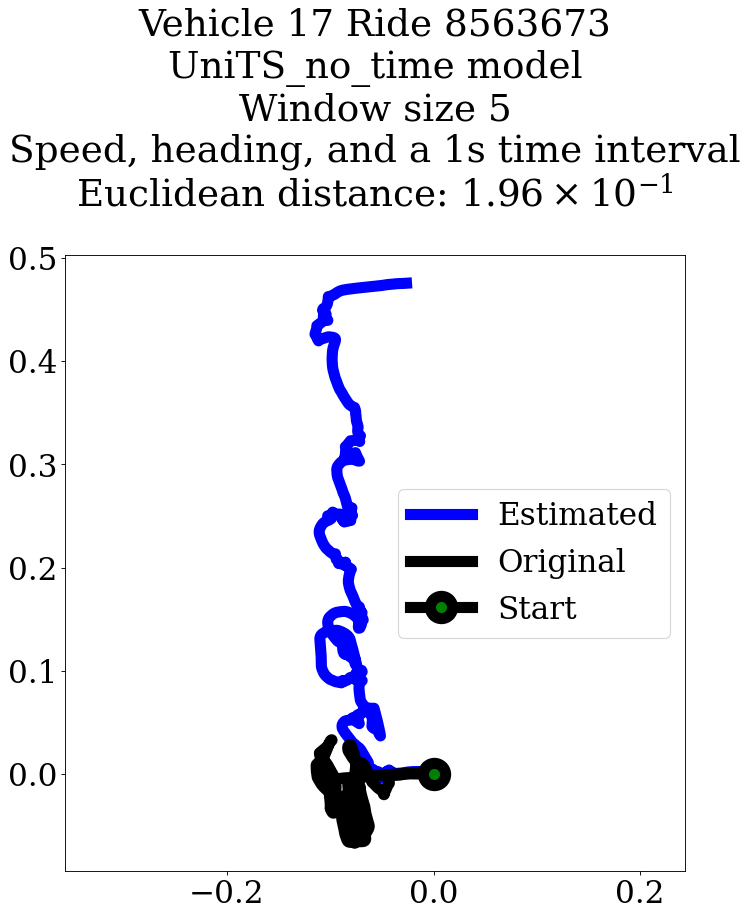 Vehicle 17 Ride 8563673
UniTS_no_time model
Window size 5
Speed, heading, and a 1s time interval
Euclidean distance: 1.96 × 10⁻¹
0.5
0.4
0.3
0.2
0.1
0.0
Estimated
Original
Start
−0.2
0.0
0.2